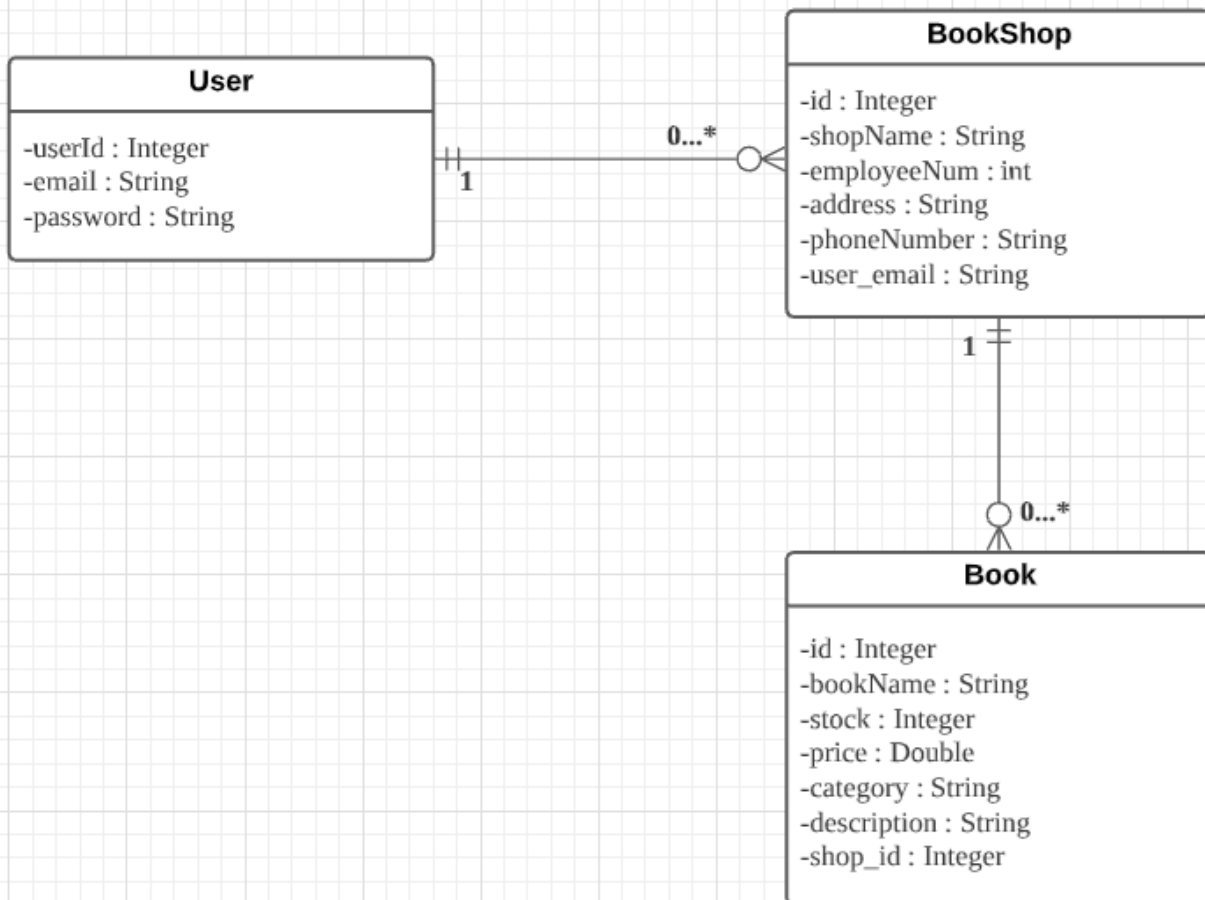 User
-userId : Integer
-email : String
-password : String
1
0...*
BookShop
-id : Integer
-shopName : String
-employeeNum : int
-address : String
-phoneNumber : String
-user_email : String
1
0...*
Book
-id : Integer
-bookName : String
-stock : Integer
-price : Double
-category : String
-description : String
-shop_id : Integer